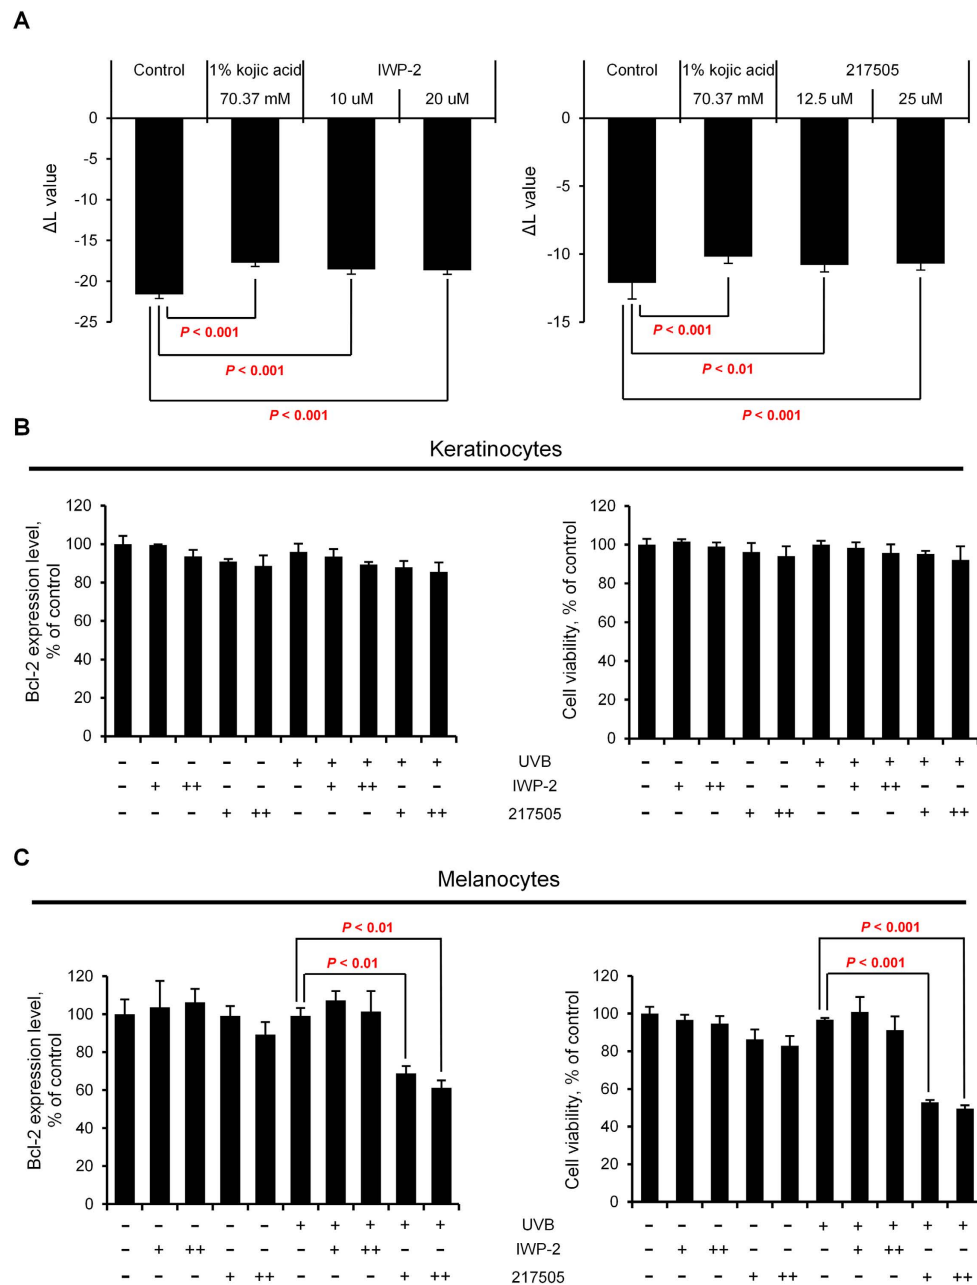 A
Control 1% kojic acid IWP-2
70.37 mM 10 uM 20 uM
0
-5
-10
-15
-20
-25
ΔL value
P < 0.001
P < 0.001
P < 0.001
Control 1% kojic acid 217505
70.37 mM 12.5 uM 25 uM
0
-5
-10
-15
ΔL value
P < 0.001
P < 0.01
P < 0.001
B
Keratinocytes
Bcl-2 expression level,
% of control
120
100
80
60
40
20
0
Cell viability, % of control
120
100
80
60
40
20
0
- - - - - + + + + + UVB - - - - - + + + + +
- + ++ - - - + ++ - - IWP-2 - + ++ - - - + ++ - -
- - - + ++ - - - + ++ 217505 - - - + ++ - - - + ++
C
Melanocytes
P < 0.01
P < 0.01
Bcl-2 expression level,
% of control
120
100
80
60
40
20
0
P < 0.001
P < 0.001
Cell viability, % of control
120
100
80
60
40
20
0
- - - - - + + + + + UVB - - - - - + + + + +
- + ++ - - - + ++ - - IWP-2 - + ++ - - - + ++ - -
- - - + ++ - - - + ++ 217505 - - - + ++ - - - + ++